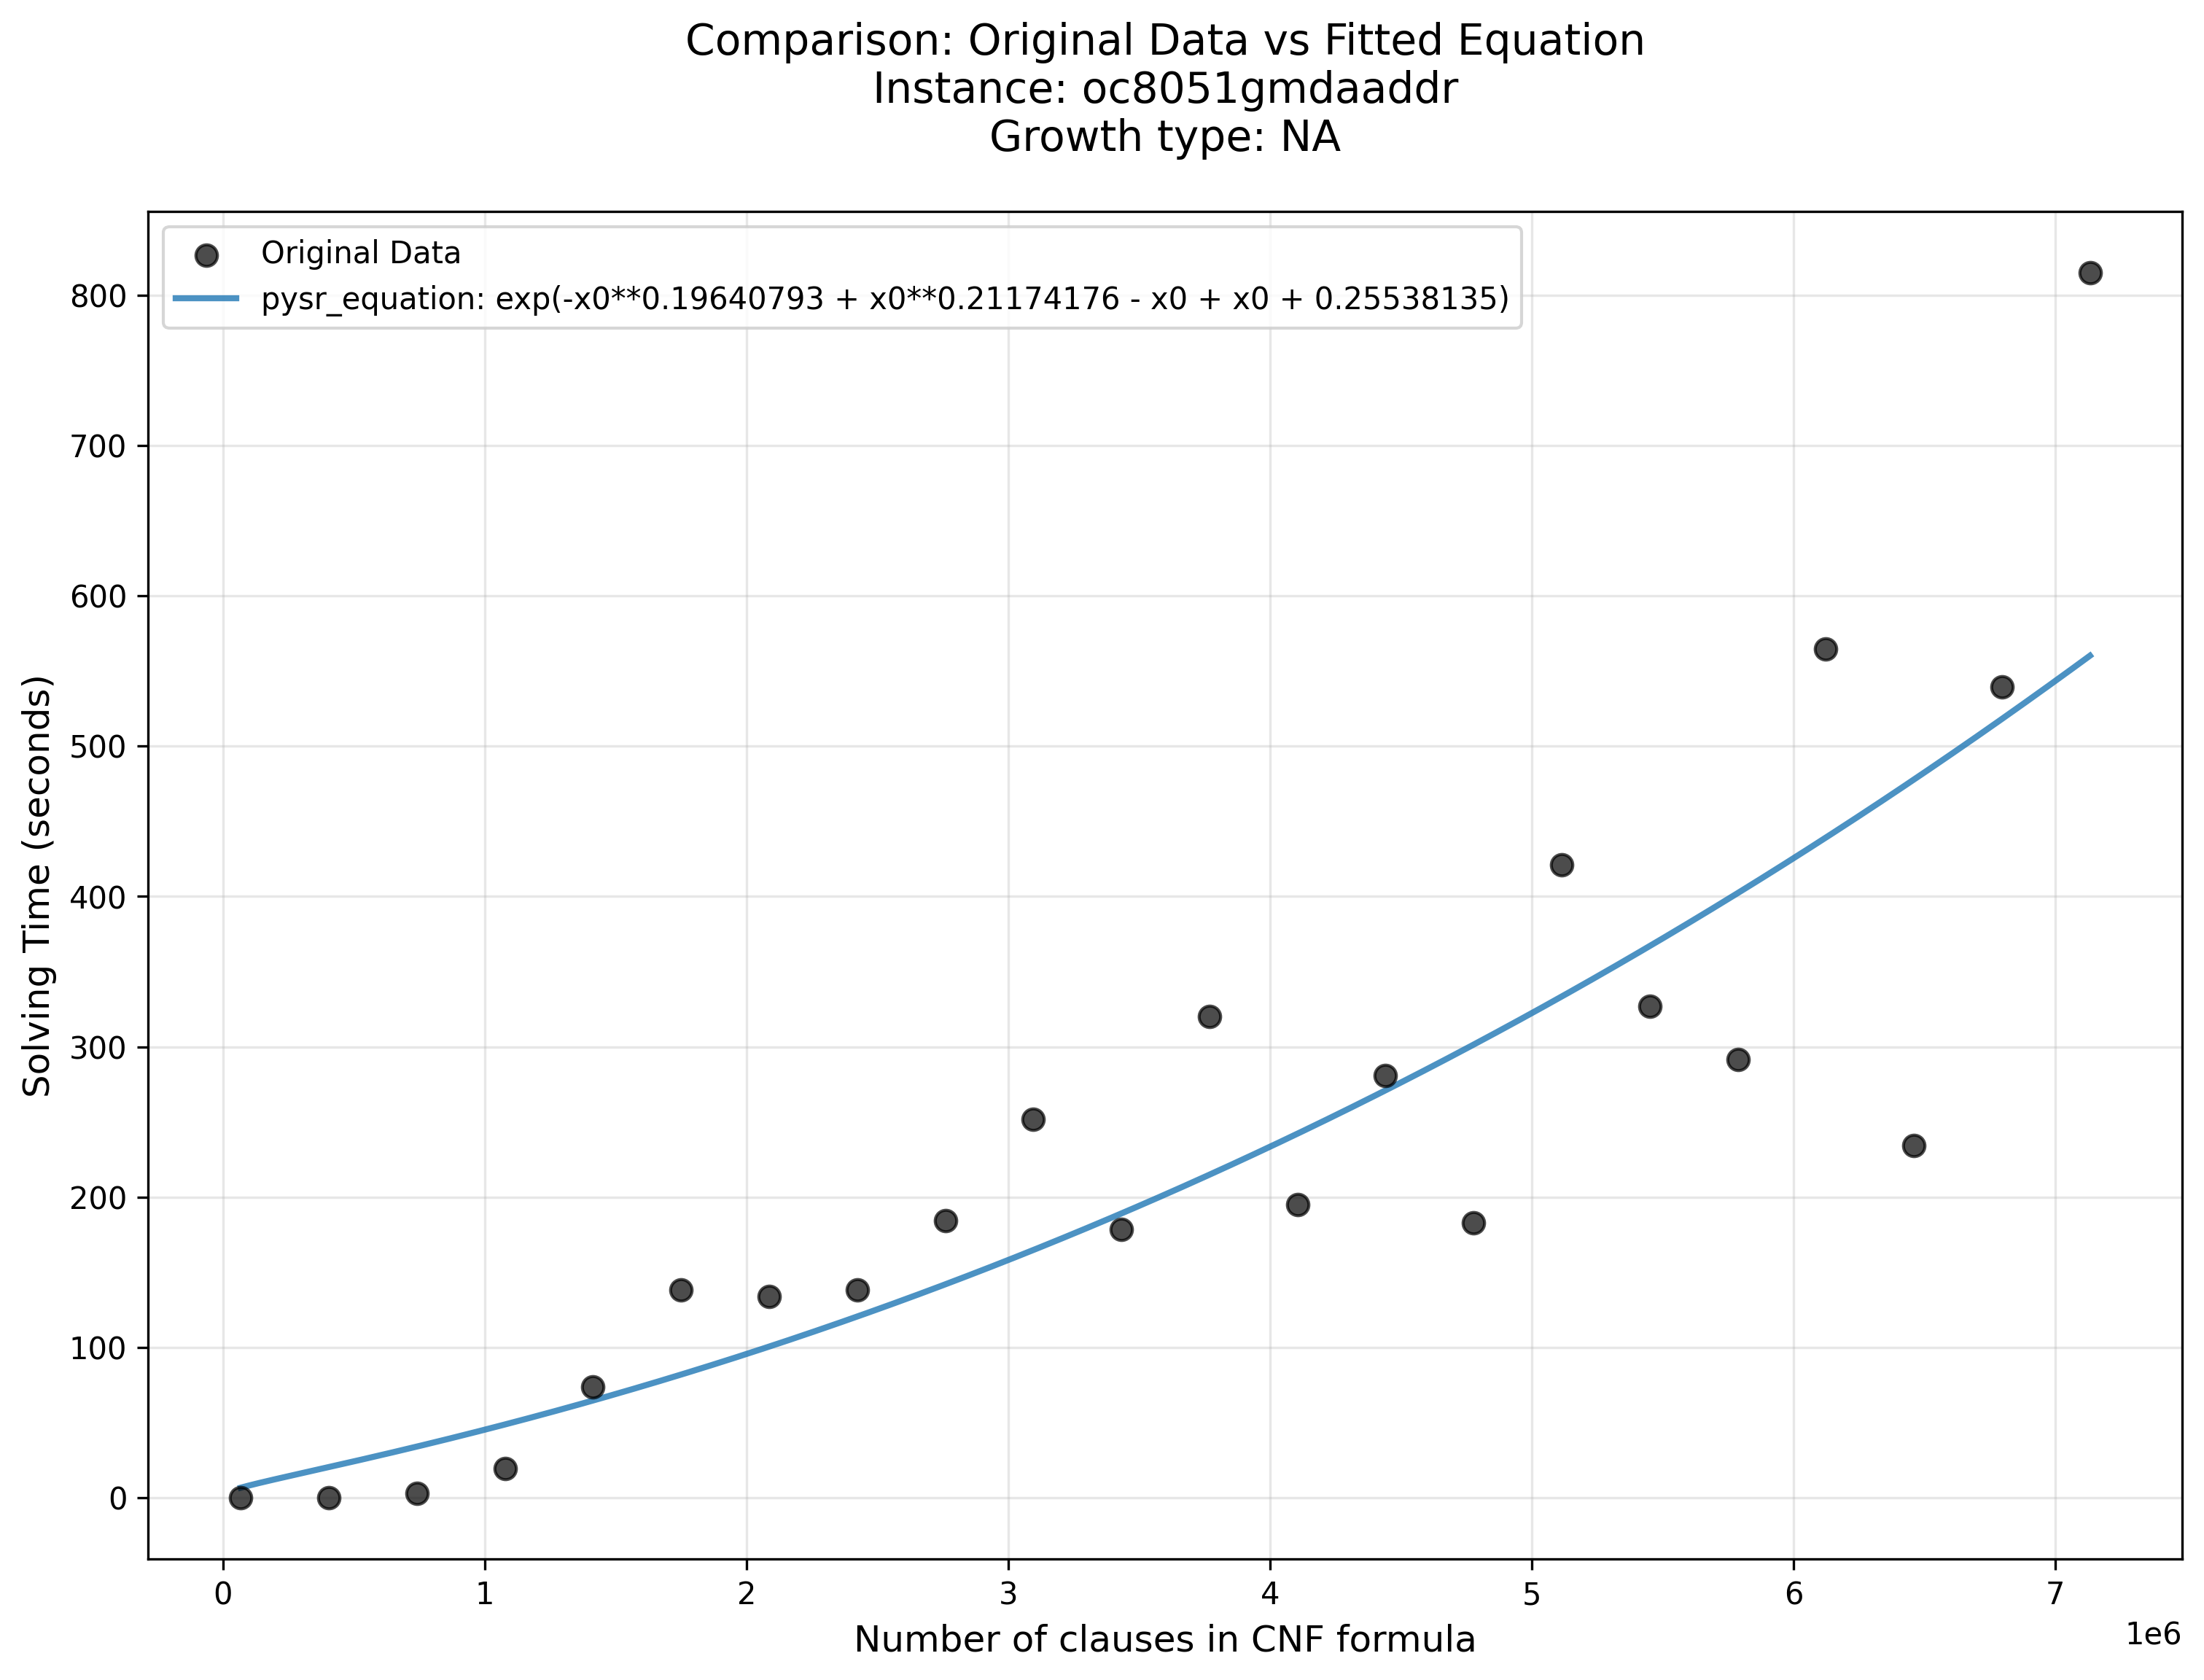 Comparison: Original Data vs Fitted Equation
Instance: oc8051gmdaaddr
Growth type: NA
Original Data
pysr_equation: exp(-x0**0.19640793 + x0**0.21174176 - x0 + x0 + 0.25538135)
800
700
600
500
400
300
200
100
0
Solving Time (seconds)
0 1 2 3 4 5 6 7
1e6
Number of clauses in CNF formula